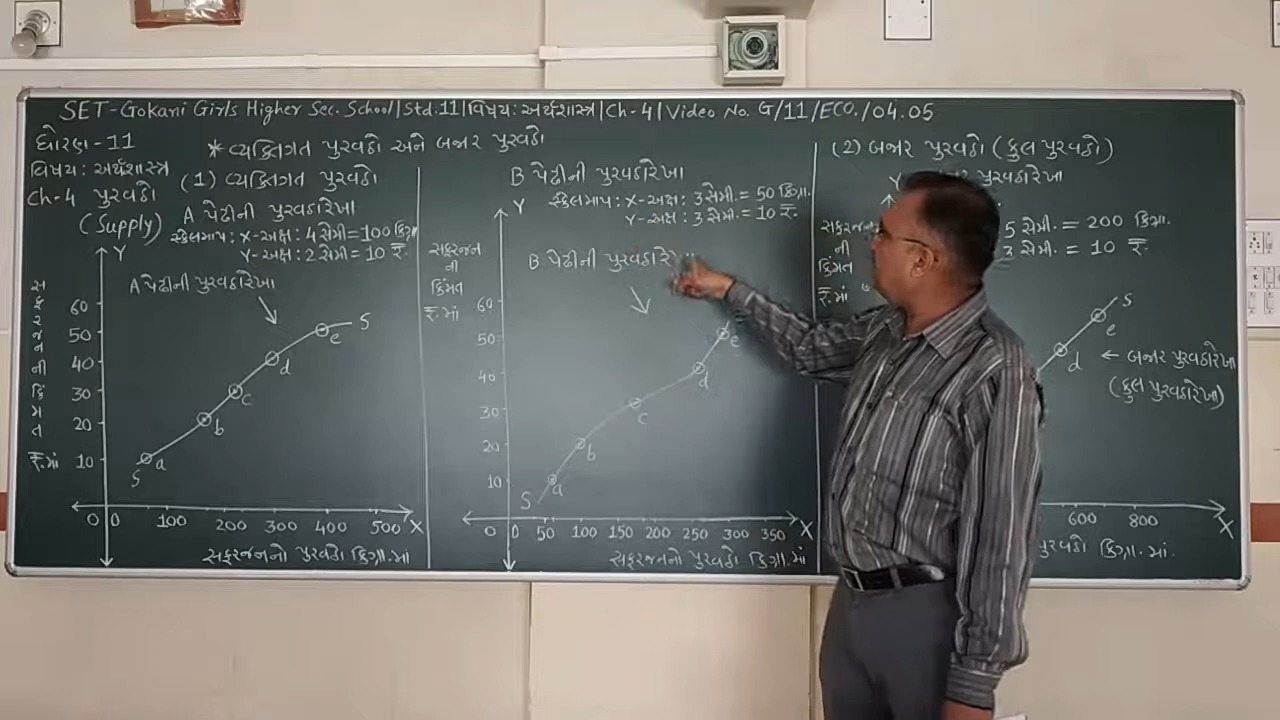 SET-Gokani Girls Higher Sec. School|Std.11|વિષય: અર્થશાસ્ત્ર|Ch-4|Video No. G/11/ECO./04.05
ધોરણ-11
વિષય: અર્થશાસ્ત્ર
Ch-4 પુરવઠો
(Supply)
* વ્યક્તિગત પુરવઠો અને બજાર પુરવઠો
(1) વ્યક્તિગત પુરવઠો
A પેઢીની પુરવઠારેખા
સ્કેલમાપ: X-અક્ષ: 4 સેમી = 100 કિગ્રા
Y-અક્ષ: 2 સેમી = 10 ₹.
Y
A પેઢીની પુરવઠારેખા
સફરજનની કિંમત ₹.માં
60
50
40
30
20
10
S a b c d e S
0 0 100 200 300 400 500 X
સફરજનનો પુરવઠો કિગ્રા.માં
B પેઢીની પુરવઠારેખા
સ્કેલમાપ: X-અક્ષ: 3 સેમી. = 50 કિગ્રા.
Y-અક્ષ: 3 સેમી. = 10 ₹.
Y
સફરજન
ની
કિંમત
₹.માં
60
50
40
30
20
10
S a b c d e
0 0 50 100 150 200 250 300 350 X
સફરજનનો પુરવઠો કિગ્રા.માં
(2) બજાર પુરવઠો (કુલ પુરવઠો)
પુરવઠારેખા
5 સેમી. = 200 કિગ્રા.
3 સેમી. = 10 ₹.
Y
ની
કિંમત
₹.માં
d e S
← બજાર પુરવઠારેખા
(કુલ પુરવઠારેખા)
600 800 X
પુરવઠો કિગ્રા.માં.